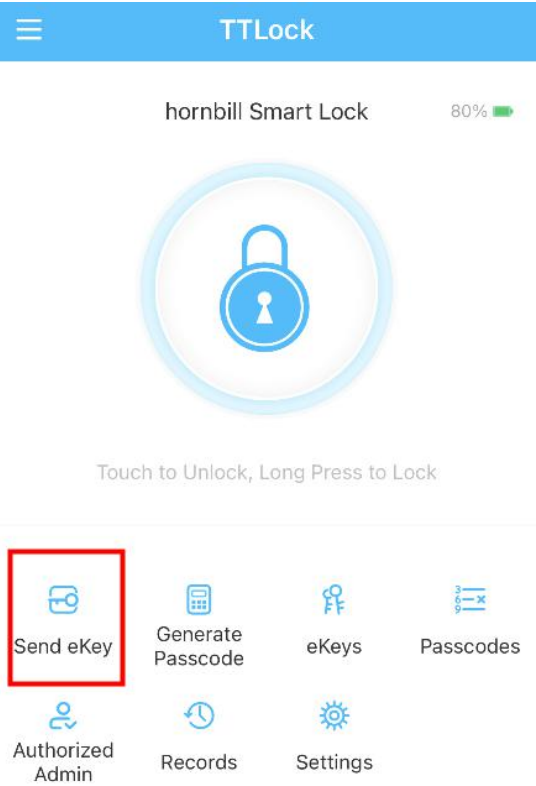 TTLock
hornbill Smart Lock
80%
Touch to Unlock, Long Press to Lock
Send eKey
Generate
Passcode
eKeys
Passcodes
Authorized
Admin
Records
Settings